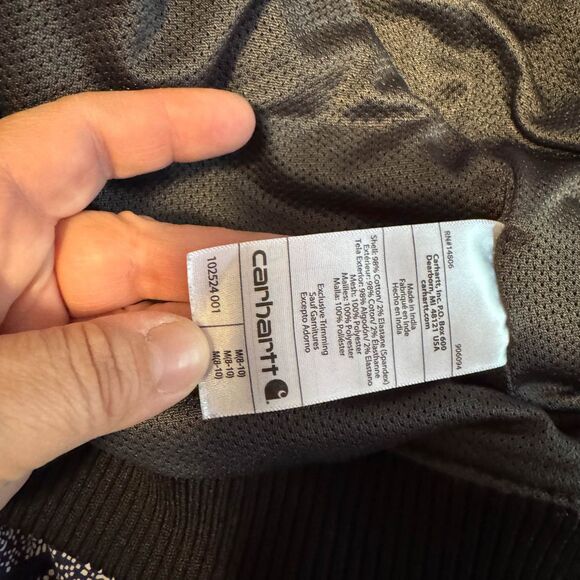 102524 001
M(8-10)
M(8-10)
M(8-10)
carhartt
Exclusive Trimming
Sauf Garnitures
Excepto Adorno
Shell: 98% Cotton/ 2% Elastane (Spandex)
Extérieur: 98% Coton/ 2% Élasthanne
Tela Exterior: 98% Algodón/ 2% Elastano
Mesh: 100% Polyester
Mailles: 100% Polyester
Malla: 100% Poliéster
Made in India
Fabriqué en Inde
Hecho en India
Carhartt, Inc. P.O. Box 600
Dearborn, MI 48121 USA
carhartt.com
RN#14806
906094